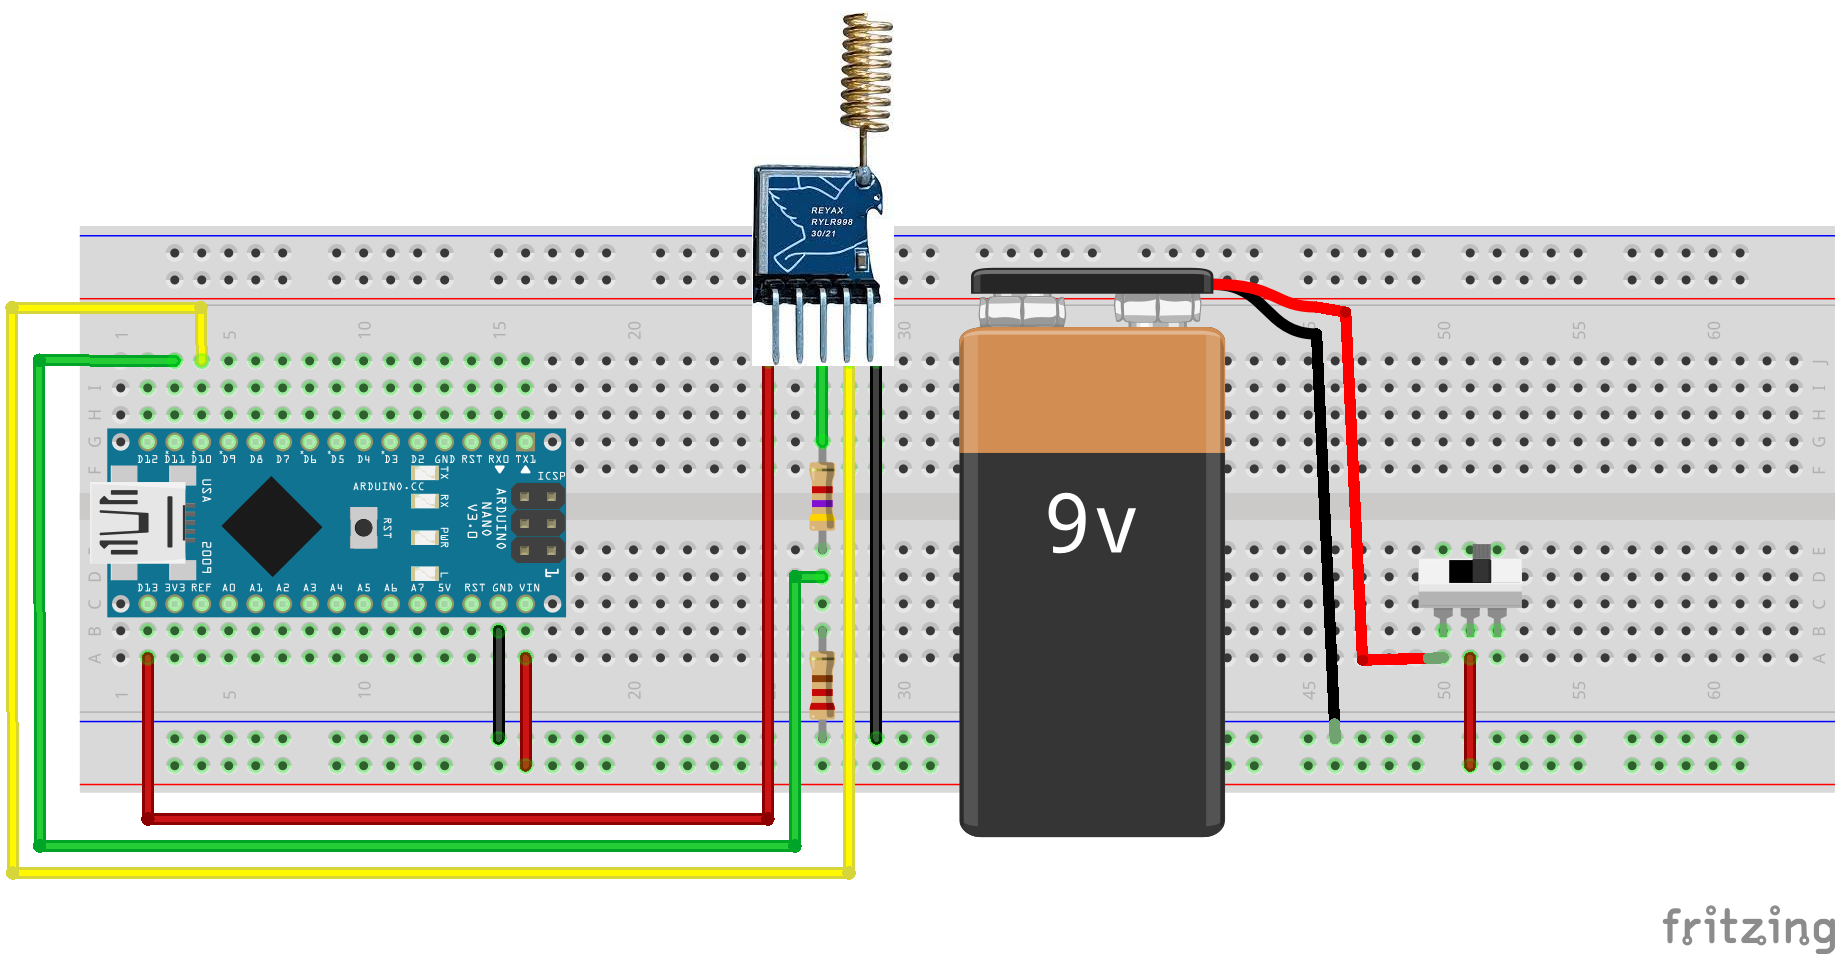 REYAX
RYLR998
30/21
1 5 10 15 20 30 45 50 55 60
J
I I
H H
G G
F F
D12 D11 D10 D9 D8 D7 D6 D5 D4 D3 D2 GND RST RX0 TX1
ICSP
ARDUINO.CC
TX
RX
PWR
L
RST
USA
2009
ARDUINO
NANO
V3.0
1
D13 3V3 REF A0 A1 A2 A3 A4 A5 A6 A7 5V RST GND VIN
9v
E
D D
C C
B B
A A
1 5 10 15 20 30 45 50 55 60
fritzing